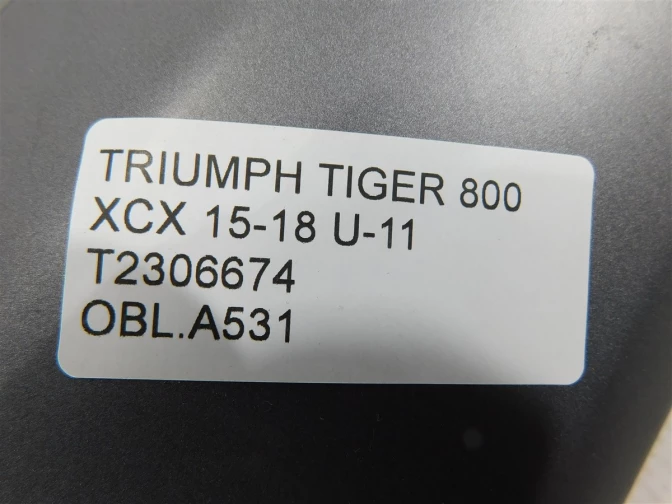 TRIUMPH TIGER 800
XCX 15-18 U-11
T2306674
OBL.A531